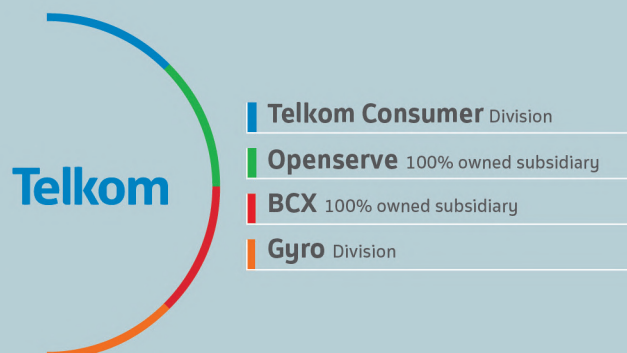 Telkom
Telkom Consumer Division
Openserve 100% owned subsidiary
BCX 100% owned subsidiary
Gyro Division